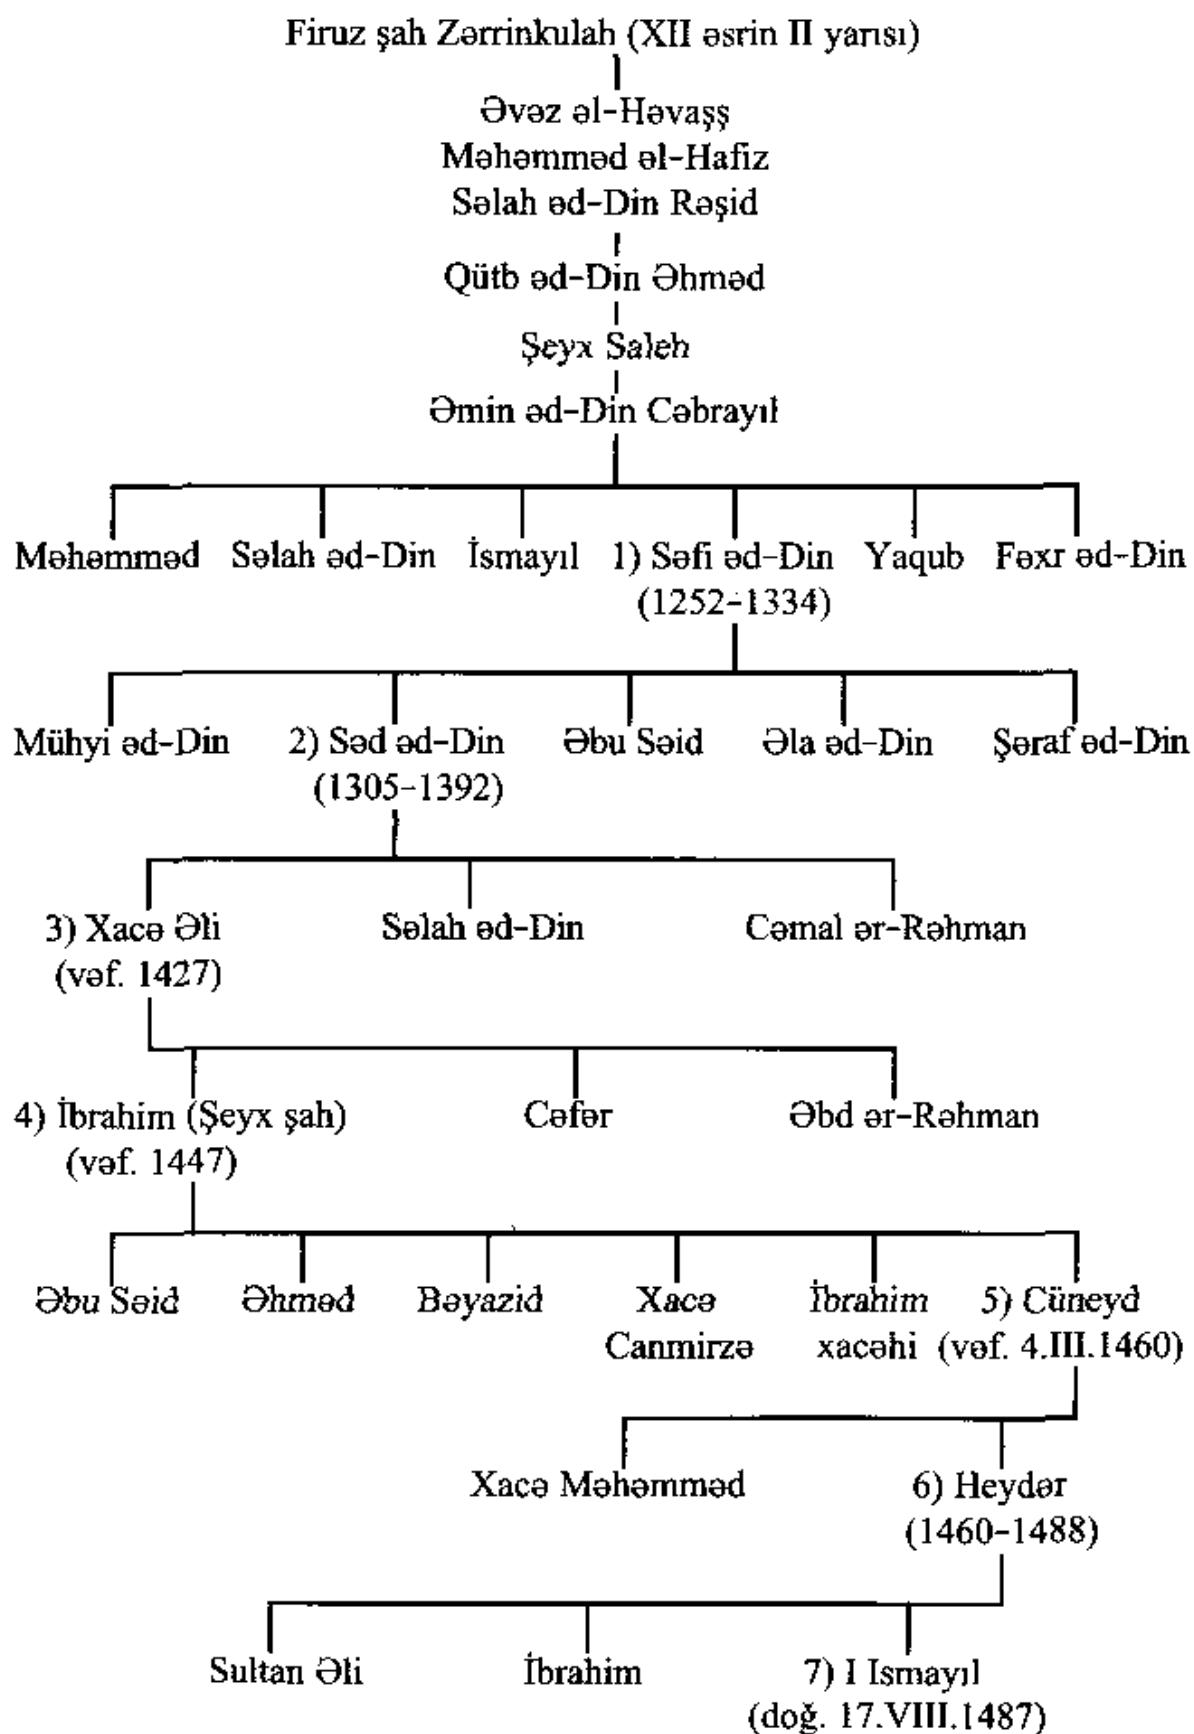 Firuz şah Zərrinkulah (XII əsrin II yarısı)
Əvəz əl-Həvaşş
Məhəmməd əl-Hafiz
Səlah əd-Din Rəşid
Qütb əd-Din Əhməd
Şeyx Saleh
Əmin əd-Din Cəbrayıl
Məhəmməd Səlah əd-Din İsmayıl 1) Səfi əd-Din Yaqub Fəxr əd-Din
(1252-1334)
Mühyi əd-Din 2) Səd əd-Din Əbu Səid Əla əd-Din Şəraf əd-Din
(1305-1392)
3) Xacə Əli Səlah əd-Din Cəmal ər-Rəhman
(vəf. 1427)
4) İbrahim (Şeyx şah) Cəfər Əbd ər-Rəhman
(vəf. 1447)
Əbu Səid Əhməd Bəyazid Xacə İbrahim 5) Cüneyd
Canmirzə xacəhi (vəf. 4.III.1460)
Xacə Məhəmməd 6) Heydər
(1460-1488)
Sultan Əli İbrahim 7) I Ismayıl
(doğ. 17.VIII.1487)